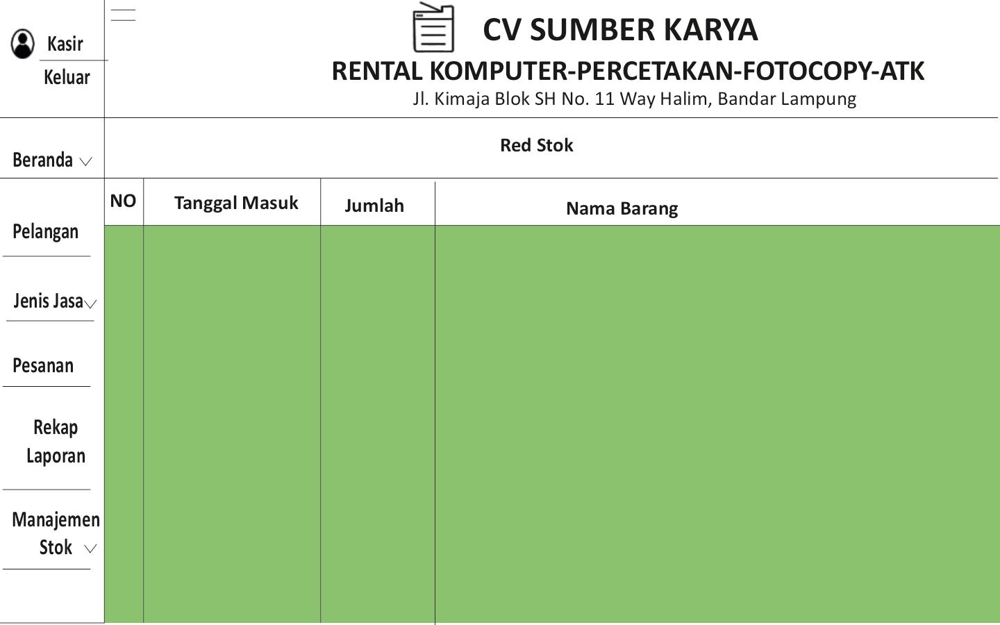 Kasir
Keluar
CV SUMBER KARYA
RENTAL KOMPUTER-PERCETAKAN-FOTOCOPY-ATK
Jl. Kimaja Blok SH No. 11 Way Halim, Bandar Lampung
Beranda
Red Stok
NO
Tanggal Masuk
Jumlah
Nama Barang
Pelangan
Jenis Jasa
Pesanan
Rekap
Laporan
Manajemen
Stok